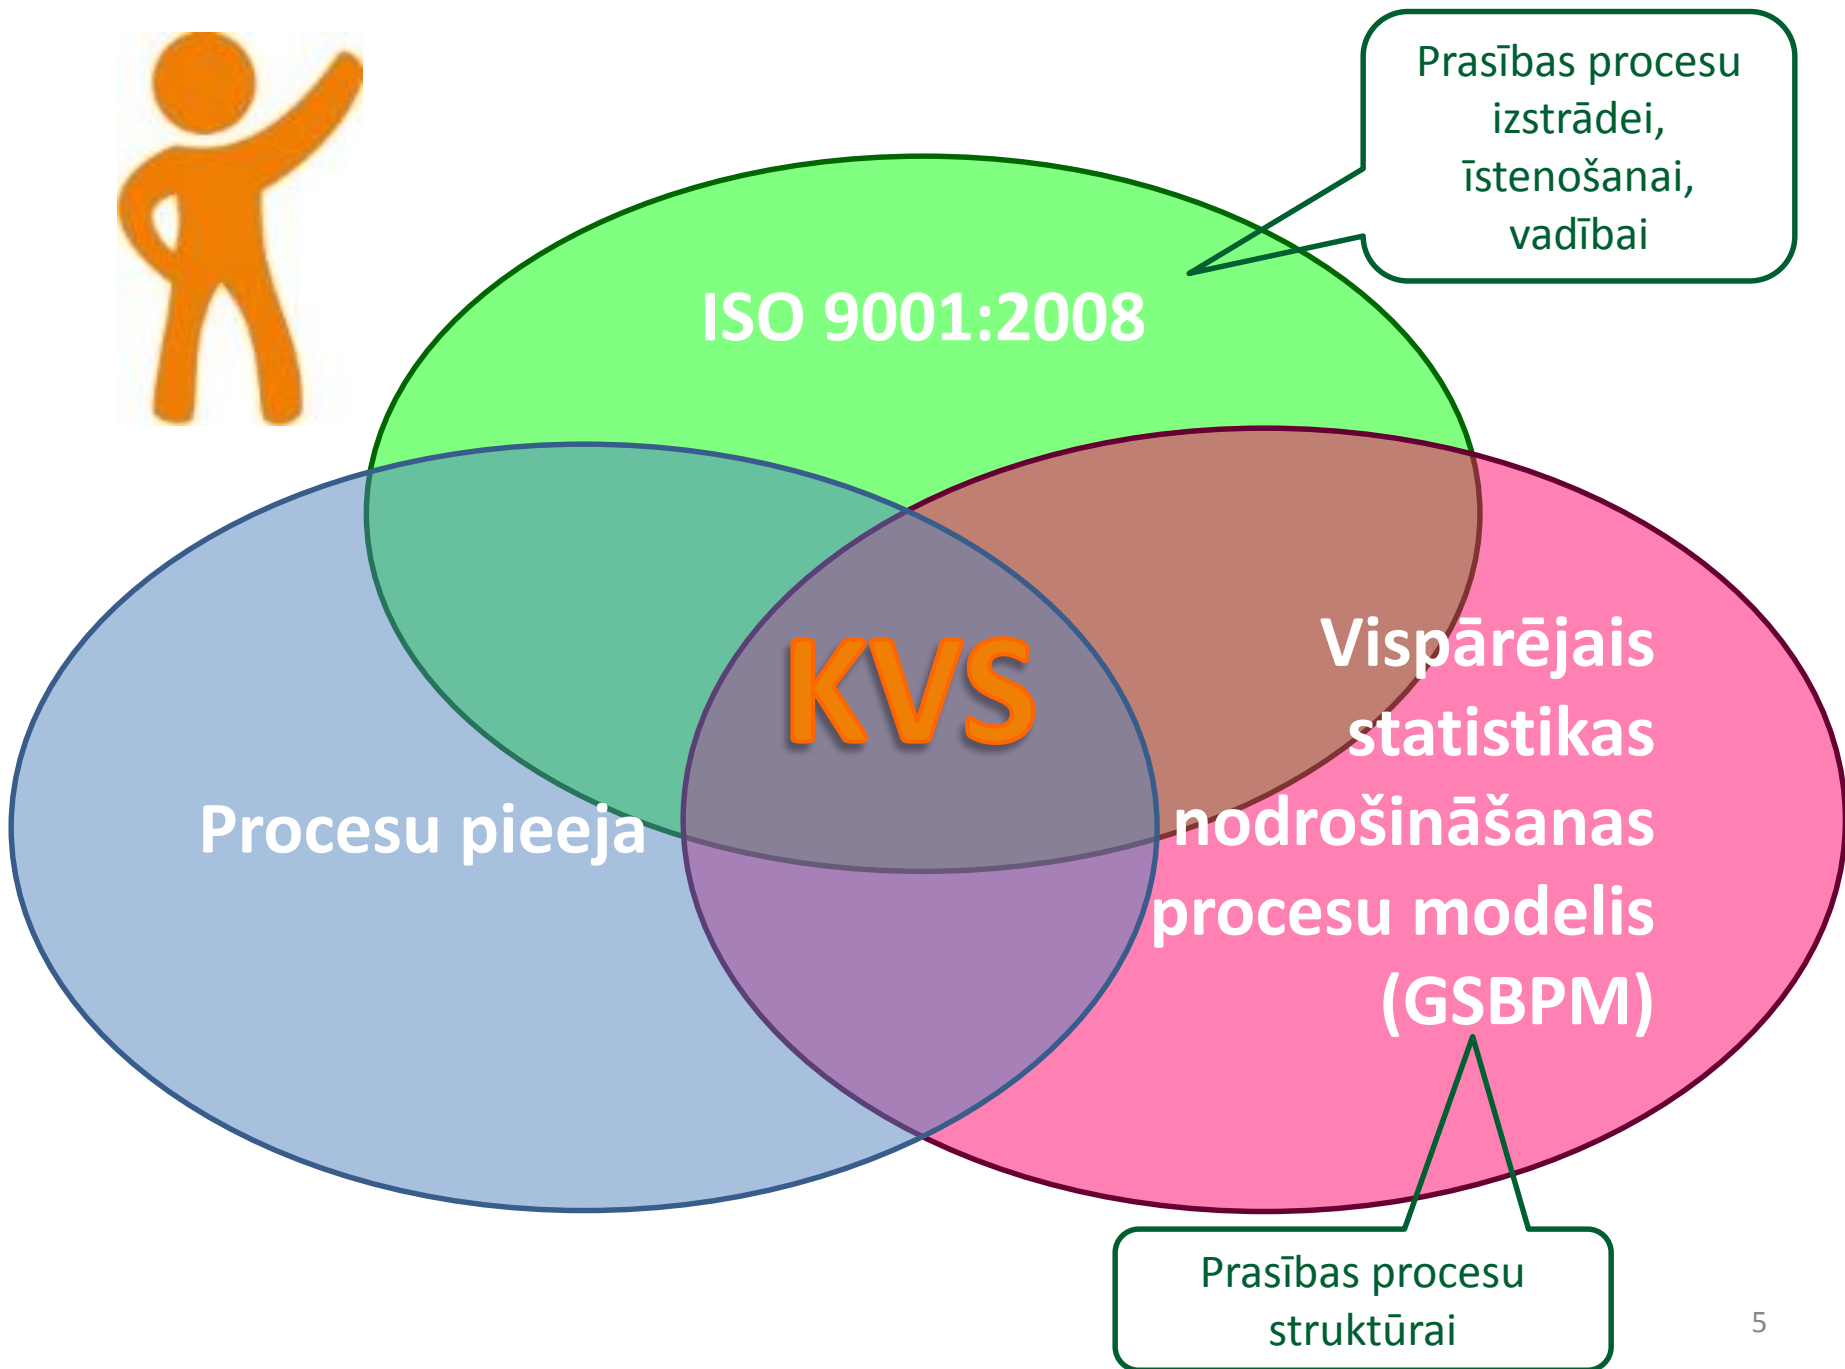 Prasības procesu
izstrādei,
īstenošanai,
vadībai
ISO 9001:2008
KVS
Procesu pieeja
Vispārējais
statistikas
nodrošināšanas
procesu modelis
(GSBPM)
Prasības procesu
struktūrai
5